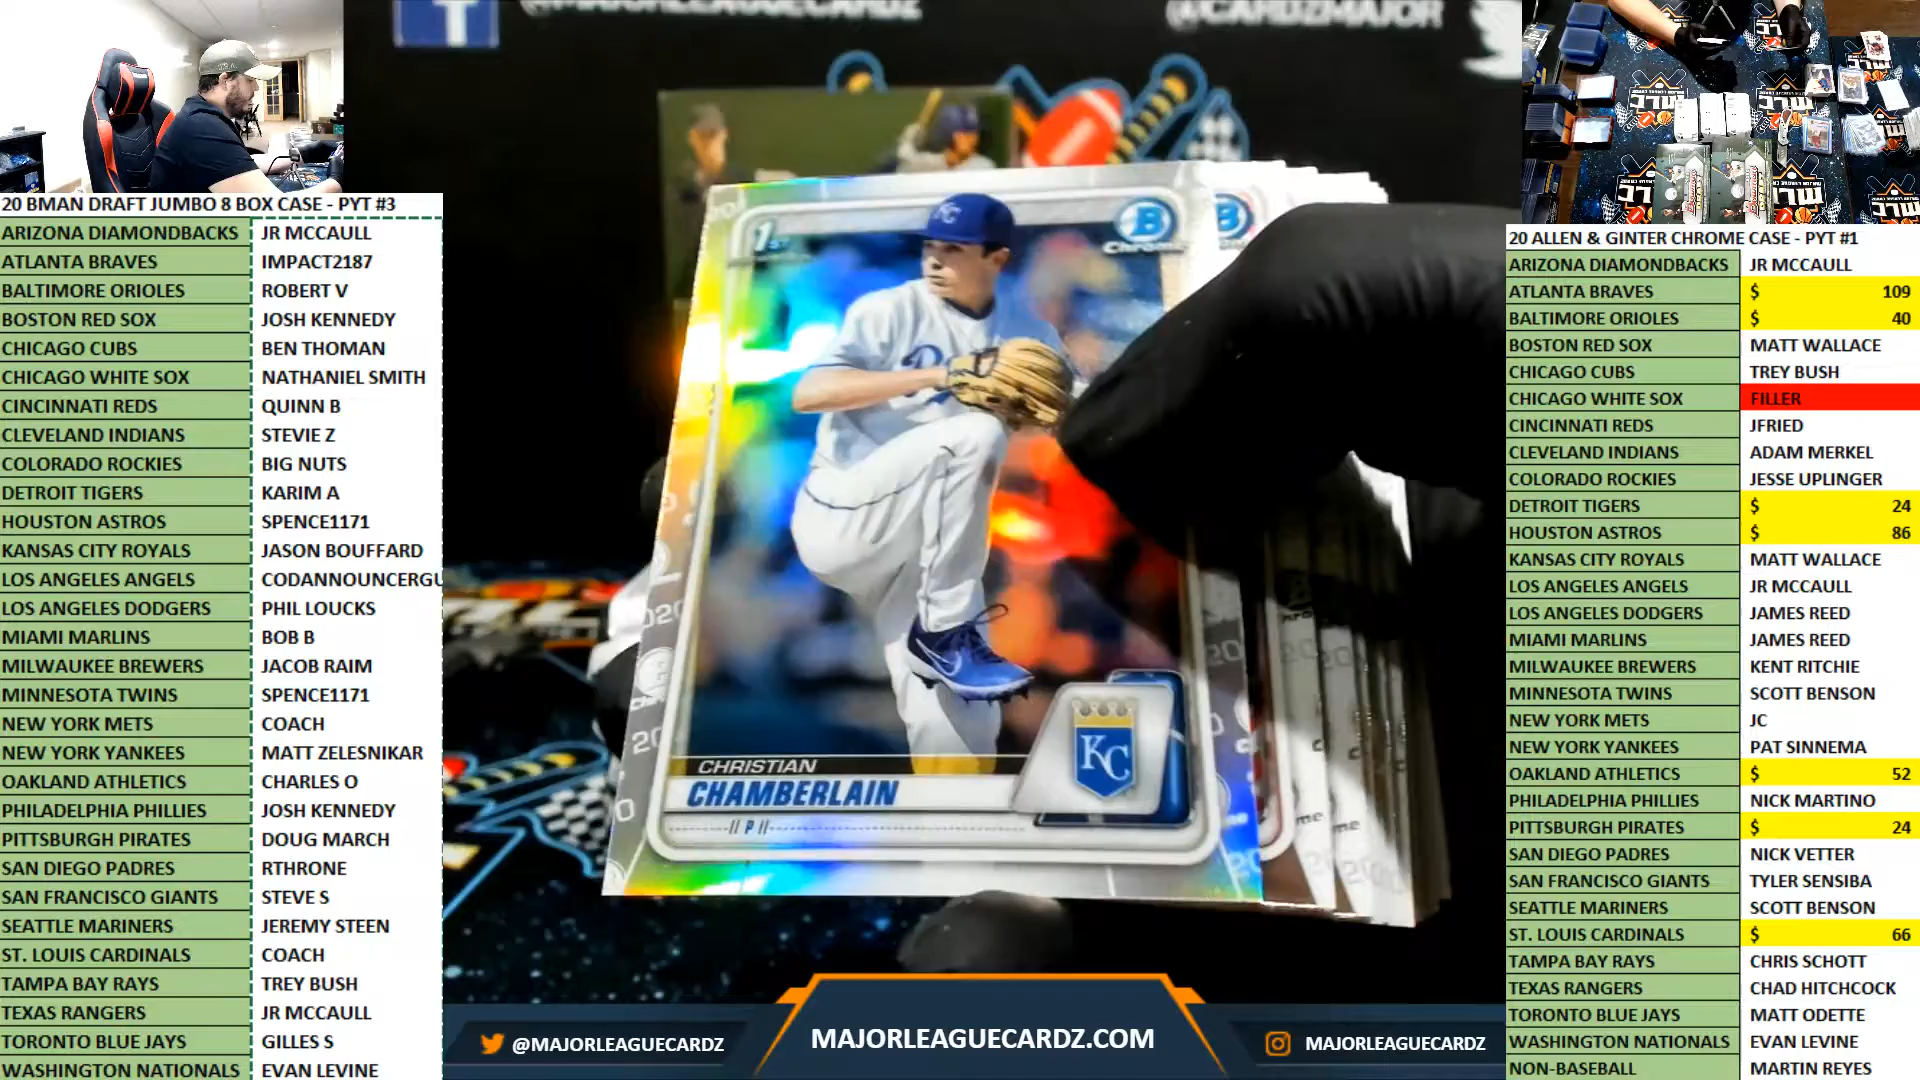 @MAJORLEAGUECARDZ
@CARDZMAJOR
20 BMAN DRAFT JUMBO 8 BOX CASE - PYT #3
ARIZONA DIAMONDBACKS JR MCCAULL
ATLANTA BRAVES IMPACT2187
BALTIMORE ORIOLES ROBERT V
BOSTON RED SOX JOSH KENNEDY
CHICAGO CUBS BEN THOMAN
CHICAGO WHITE SOX NATHANIEL SMITH
CINCINNATI REDS QUINN B
CLEVELAND INDIANS STEVIE Z
COLORADO ROCKIES BIG NUTS
DETROIT TIGERS KARIM A
HOUSTON ASTROS SPENCE1171
KANSAS CITY ROYALS JASON BOUFFARD
LOS ANGELES ANGELS CODANNOUNCERGU
LOS ANGELES DODGERS PHIL LOUCKS
MIAMI MARLINS BOB B
MILWAUKEE BREWERS JACOB RAIM
MINNESOTA TWINS SPENCE1171
NEW YORK METS COACH
NEW YORK YANKEES MATT ZELESNIKAR
OAKLAND ATHLETICS CHARLES O
PHILADELPHIA PHILLIES JOSH KENNEDY
PITTSBURGH PIRATES DOUG MARCH
SAN DIEGO PADRES RTHRONE
SAN FRANCISCO GIANTS STEVE S
SEATTLE MARINERS JEREMY STEEN
ST. LOUIS CARDINALS COACH
TAMPA BAY RAYS TREY BUSH
TEXAS RANGERS JR MCCAULL
TORONTO BLUE JAYS GILLES S
WASHINGTON NATIONALS EVAN LEVINE
1ST
B
CHROME
KC
CHRISTIAN
CHAMBERLAIN
P
KC
@MAJORLEAGUECARDZ
MAJORLEAGUECARDZ.COM
MAJORLEAGUECARDZ
20 ALLEN & GINTER CHROME CASE - PYT #1
ARIZONA DIAMONDBACKS JR MCCAULL
ATLANTA BRAVES $ 109
BALTIMORE ORIOLES $ 40
BOSTON RED SOX MATT WALLACE
CHICAGO CUBS TREY BUSH
CHICAGO WHITE SOX FILLER
CINCINNATI REDS JFRIED
CLEVELAND INDIANS ADAM MERKEL
COLORADO ROCKIES JESSE UPLINGER
DETROIT TIGERS $ 24
HOUSTON ASTROS $ 86
KANSAS CITY ROYALS MATT WALLACE
LOS ANGELES ANGELS JR MCCAULL
LOS ANGELES DODGERS JAMES REED
MIAMI MARLINS JAMES REED
MILWAUKEE BREWERS KENT RITCHIE
MINNESOTA TWINS SCOTT BENSON
NEW YORK METS JC
NEW YORK YANKEES PAT SINNEMA
OAKLAND ATHLETICS $ 52
PHILADELPHIA PHILLIES NICK MARTINO
PITTSBURGH PIRATES $ 24
SAN DIEGO PADRES NICK VETTER
SAN FRANCISCO GIANTS TYLER SENSIBA
SEATTLE MARINERS SCOTT BENSON
ST. LOUIS CARDINALS $ 66
TAMPA BAY RAYS CHRIS SCHOTT
TEXAS RANGERS CHAD HITCHCOCK
TORONTO BLUE JAYS MATT ODETTE
WASHINGTON NATIONALS EVAN LEVINE
NON-BASEBALL MARTIN REYES